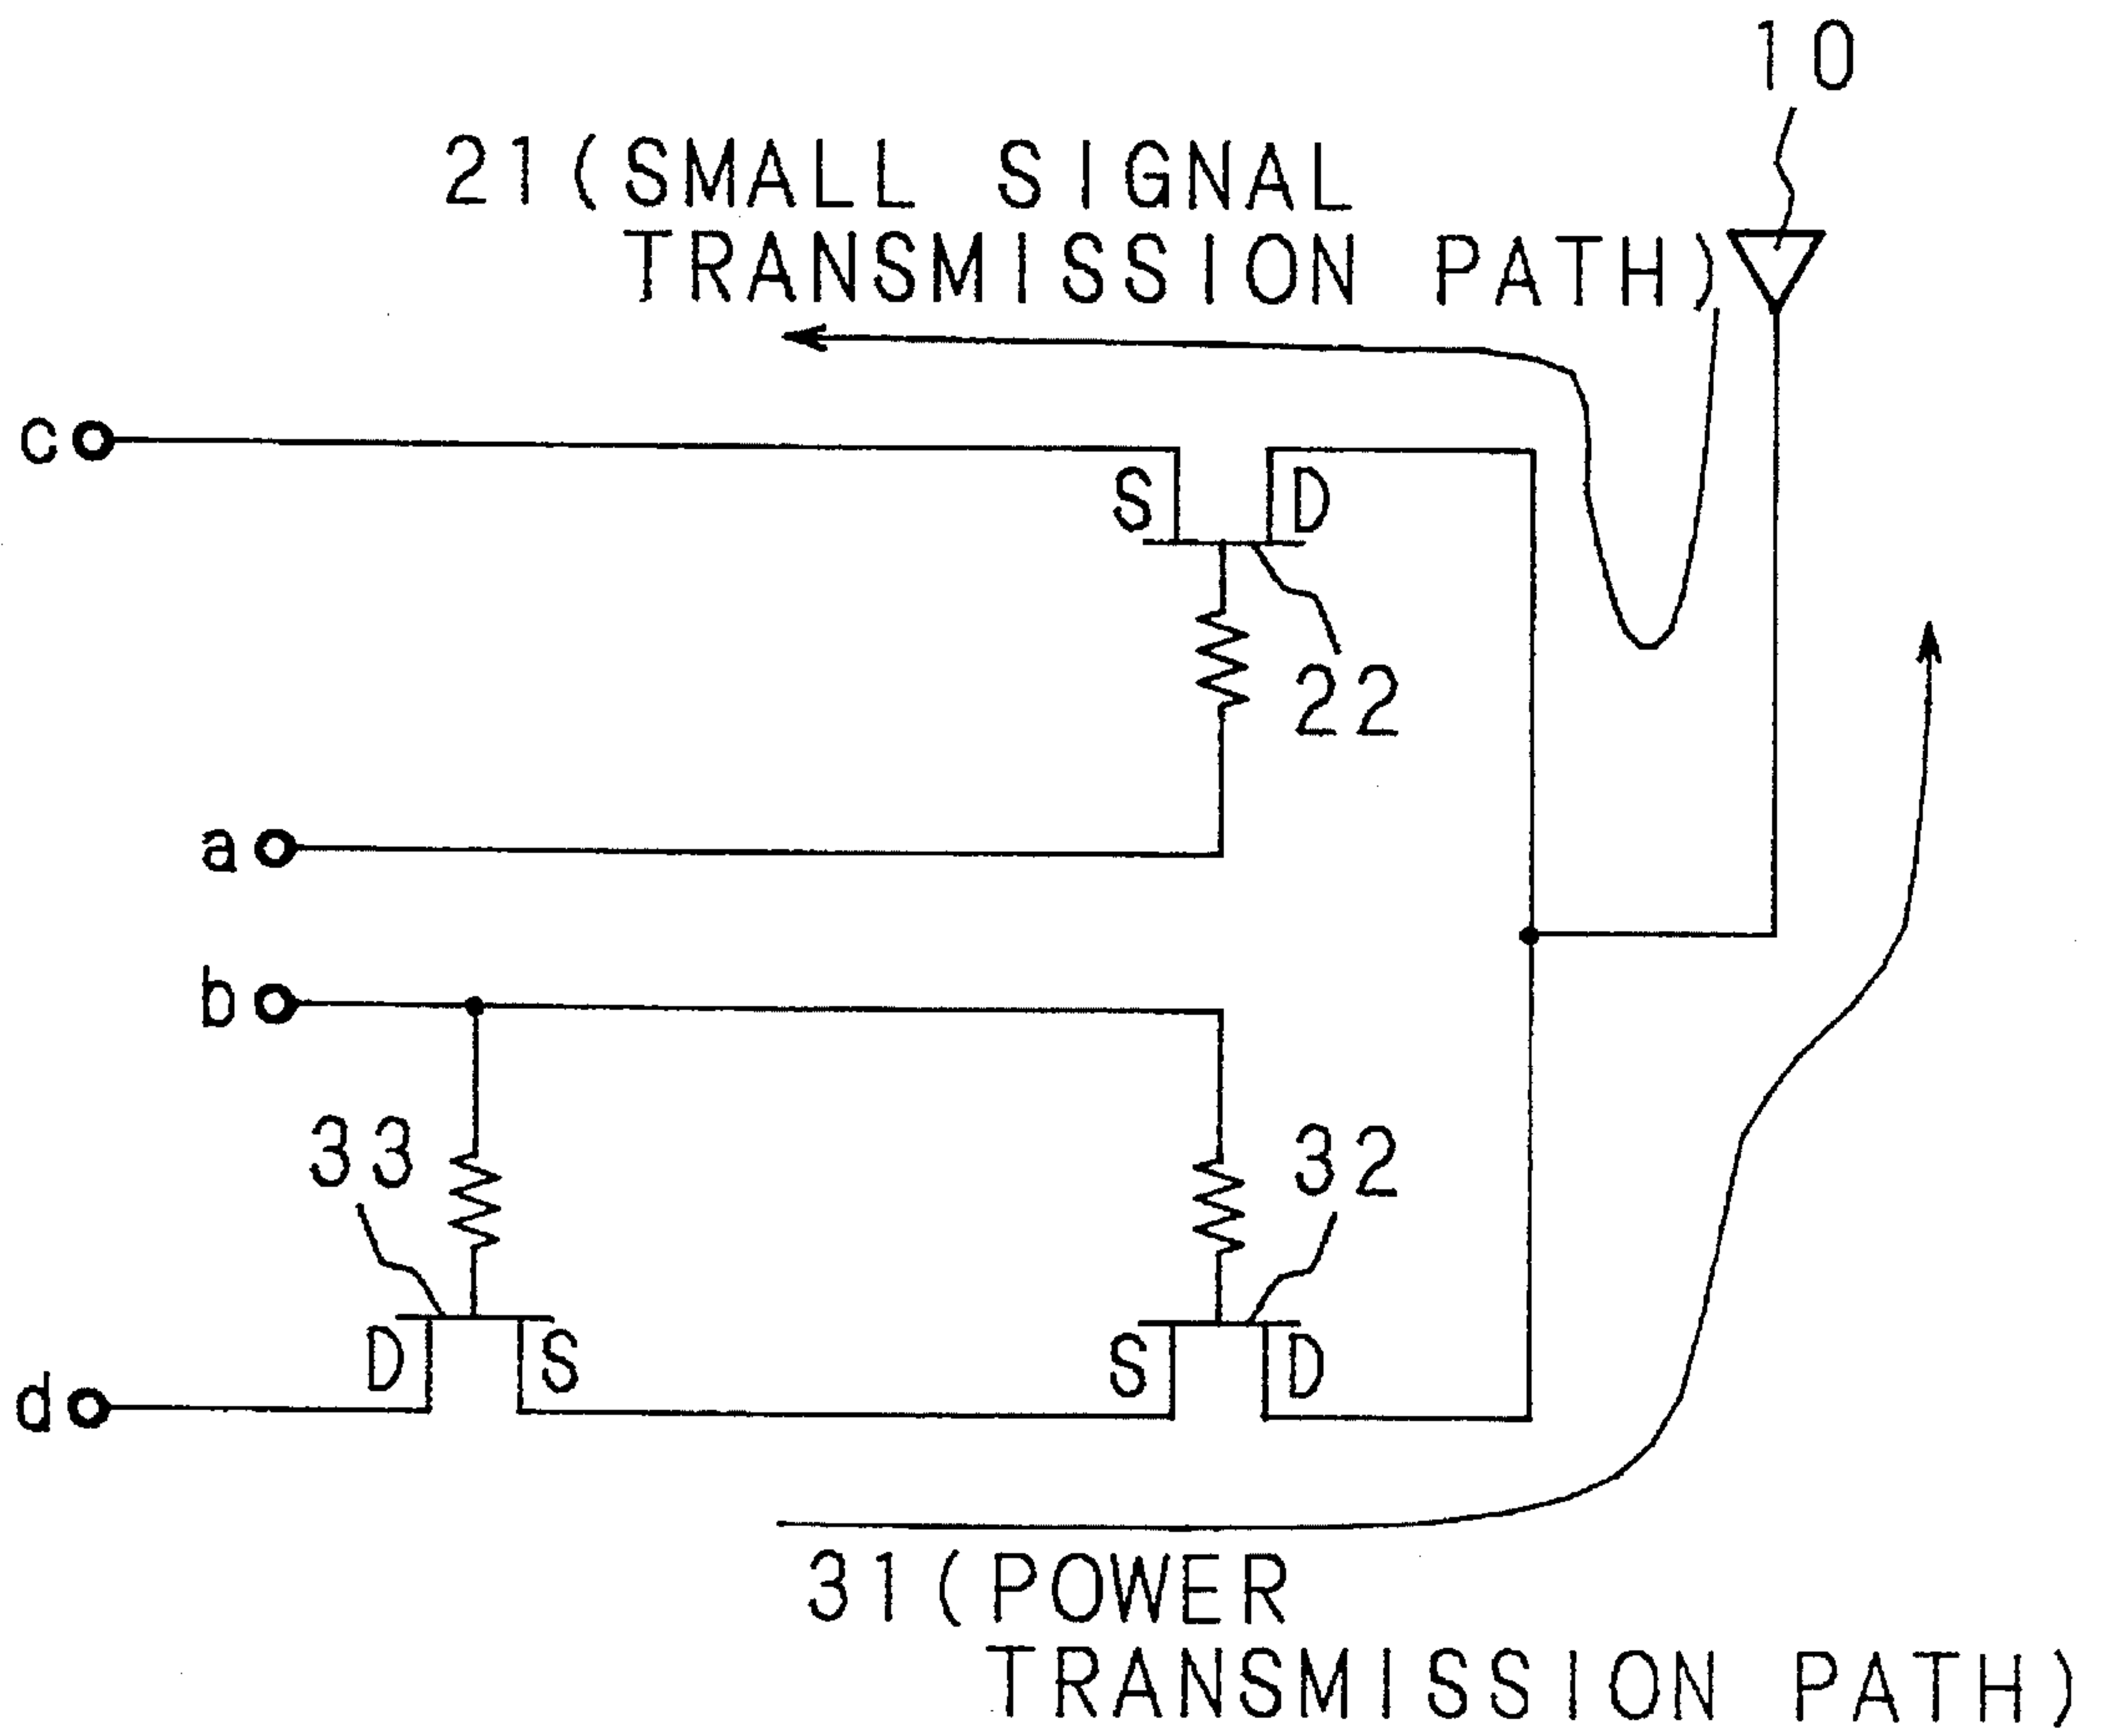 10
21(SMALL SIGNAL
TRANSMISSION PATH)
c
S D
22
a
b
33
32
D S
S D
d
31(POWER
TRANSMISSION PATH)